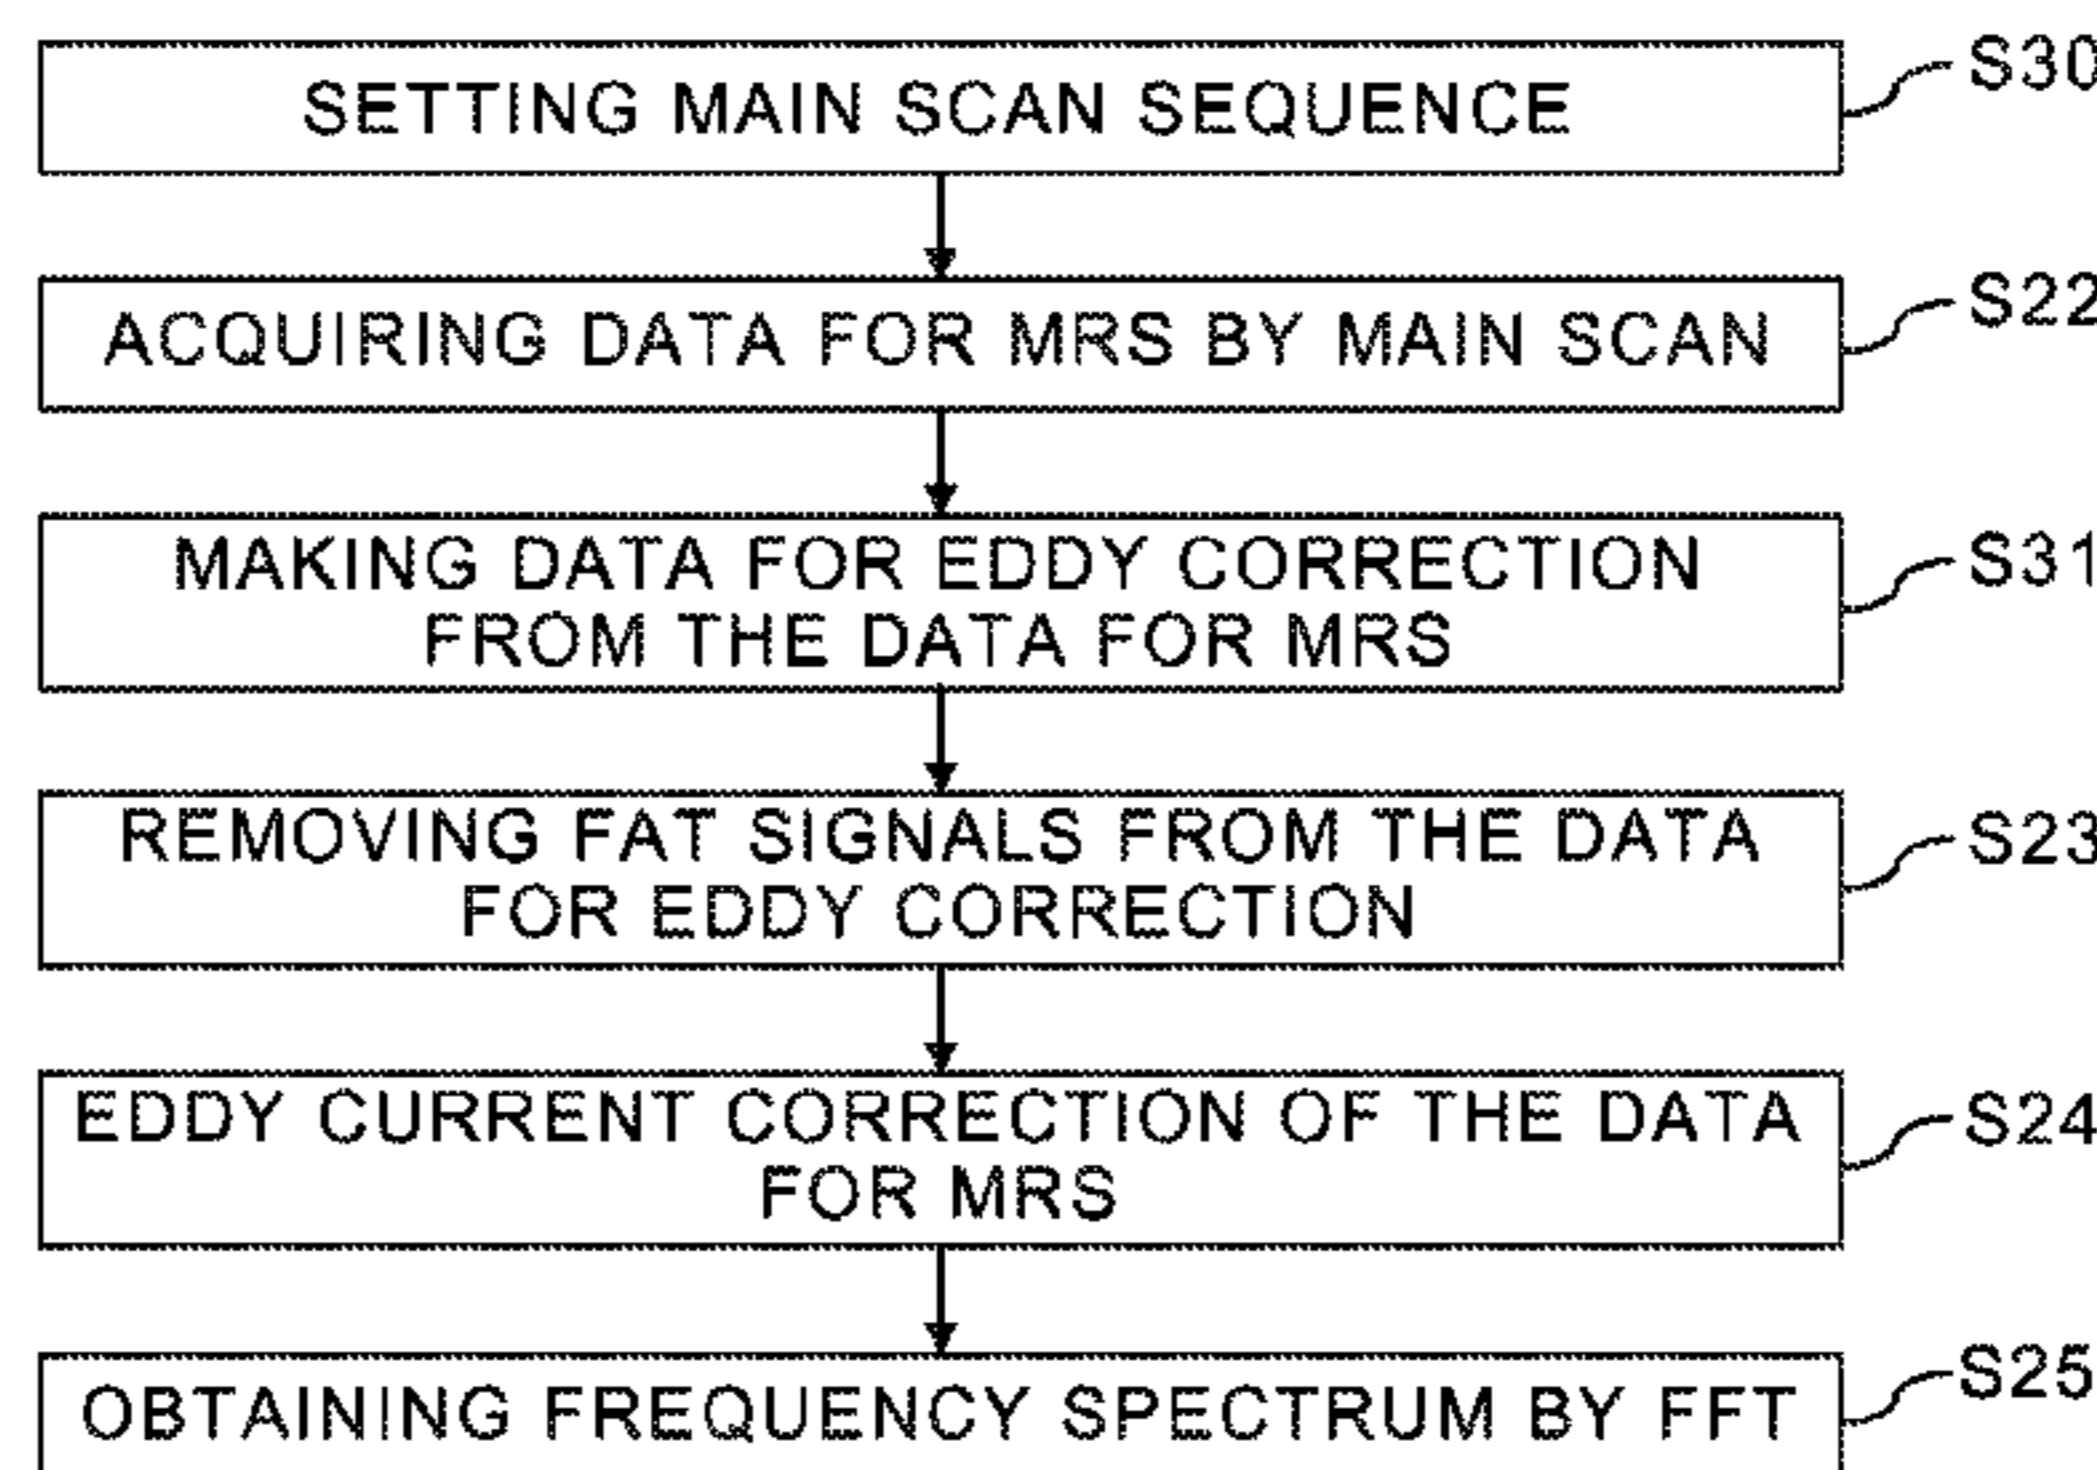 SETTING MAIN SCAN SEQUENCE
S30
ACQUIRING DATA FOR MRS BY MAIN SCAN
S22
MAKING DATA FOR EDDY CORRECTION
FROM THE DATA FOR MRS
S31
REMOVING FAT SIGNALS FROM THE DATA
FOR EDDY CORRECTION
S23
EDDY CURRENT CORRECTION OF THE DATA
FOR MRS
S24
OBTAINING FREQUENCY SPECTRUM BY FFT
S25